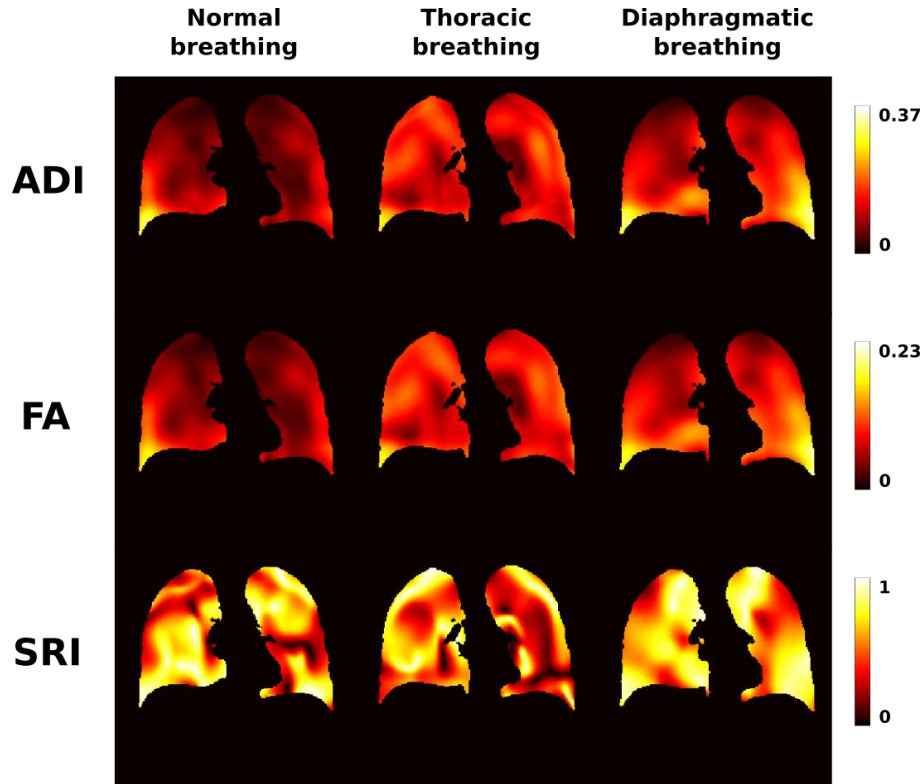 Normal breathing
Thoracic breathing
Diaphragmatic breathing
ADI
0.37
0
FA
0.23
0
SRI
1
0